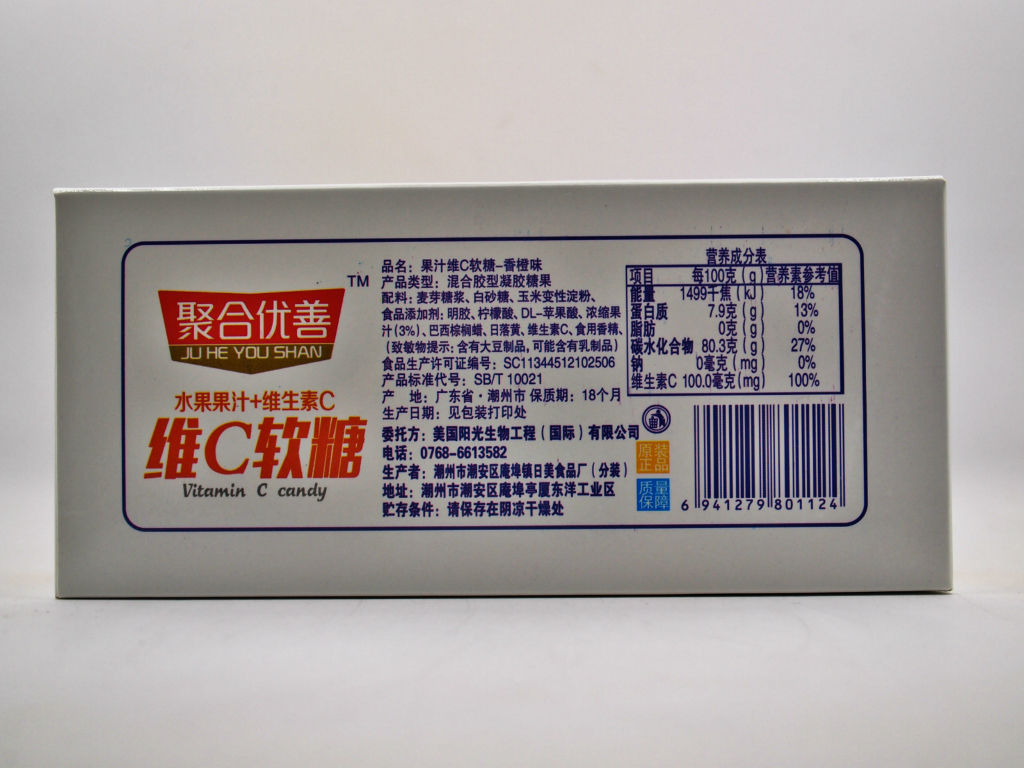 聚合优善
TM
JU HE YOU SHAN
水果果汁+维生素C
维C软糖
Vitamin C candy
品名：果汁维C软糖-香橙味
产品类型：混合胶型凝胶糖果
配料：麦芽糖浆、白砂糖、玉米变性淀粉、
食品添加剂：明胶、柠檬酸、DL-苹果酸、浓缩果
汁(3%)、巴西棕榈蜡、日落黄、维生素C、食用香精、
（致敏物提示：含有大豆制品，可能含有乳制品）
食品生产许可证编号：SC11344512102506
产品标准代号：SB/T 10021
产 地：广东省·潮州市 保质期：18个月
生产日期：见包装打印处
委托方：美国阳光生物工程（国际）有限公司
电话：0768-6613582
生产者：潮州市潮安区庵埠镇日美食品厂（分装）
地址：潮州市潮安区庵埠亭厦东洋工业区
贮存条件：请保存在阴凉干燥处
营养成分表
项目 每100克(g) 营养素参考值
能量 1499千焦(kJ) 18%
蛋白质 7.9克(g) 13%
脂肪 0克(g) 0%
碳水化合物 80.3克(g) 27%
钠 0毫克(mg) 0%
维生素C 100.0毫克(mg) 100%
原装
正品
质量
保障
6 941279 801124